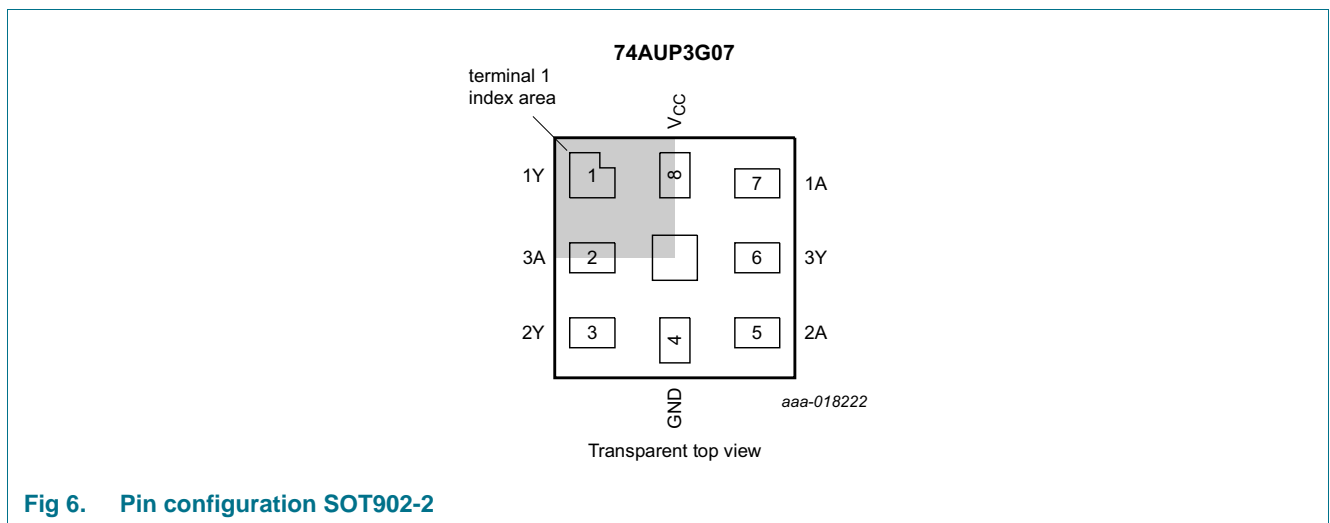 74AUP3G07
terminal 1
index area
VCC
1Y 1 8 7 1A
3A 2 6 3Y
2Y 3 4 5 2A
GND
aaa-018222
Transparent top view
Fig 6. Pin configuration SOT902-2